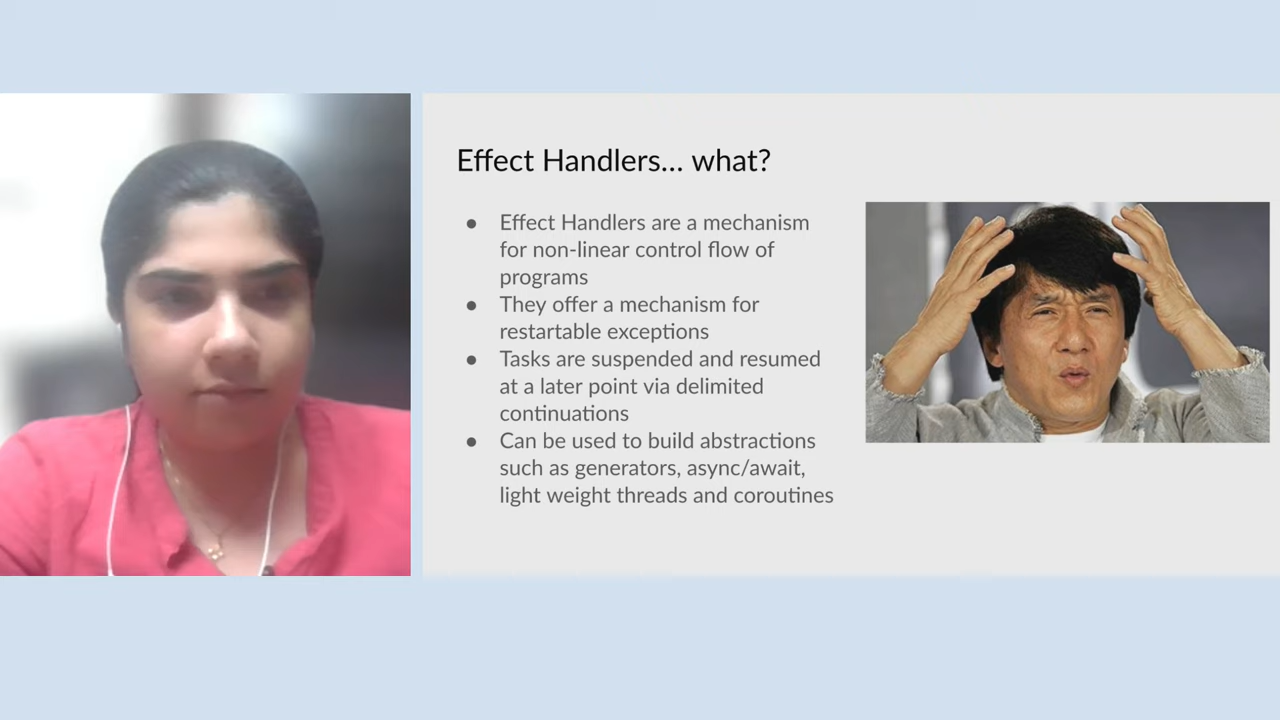 Effect Handlers... what?
● Effect Handlers are a mechanism
for non-linear control flow of
programs
● They offer a mechanism for
restartable exceptions
● Tasks are suspended and resumed
at a later point via delimited
continuations
● Can be used to build abstractions
such as generators, async/await,
light weight threads and coroutines